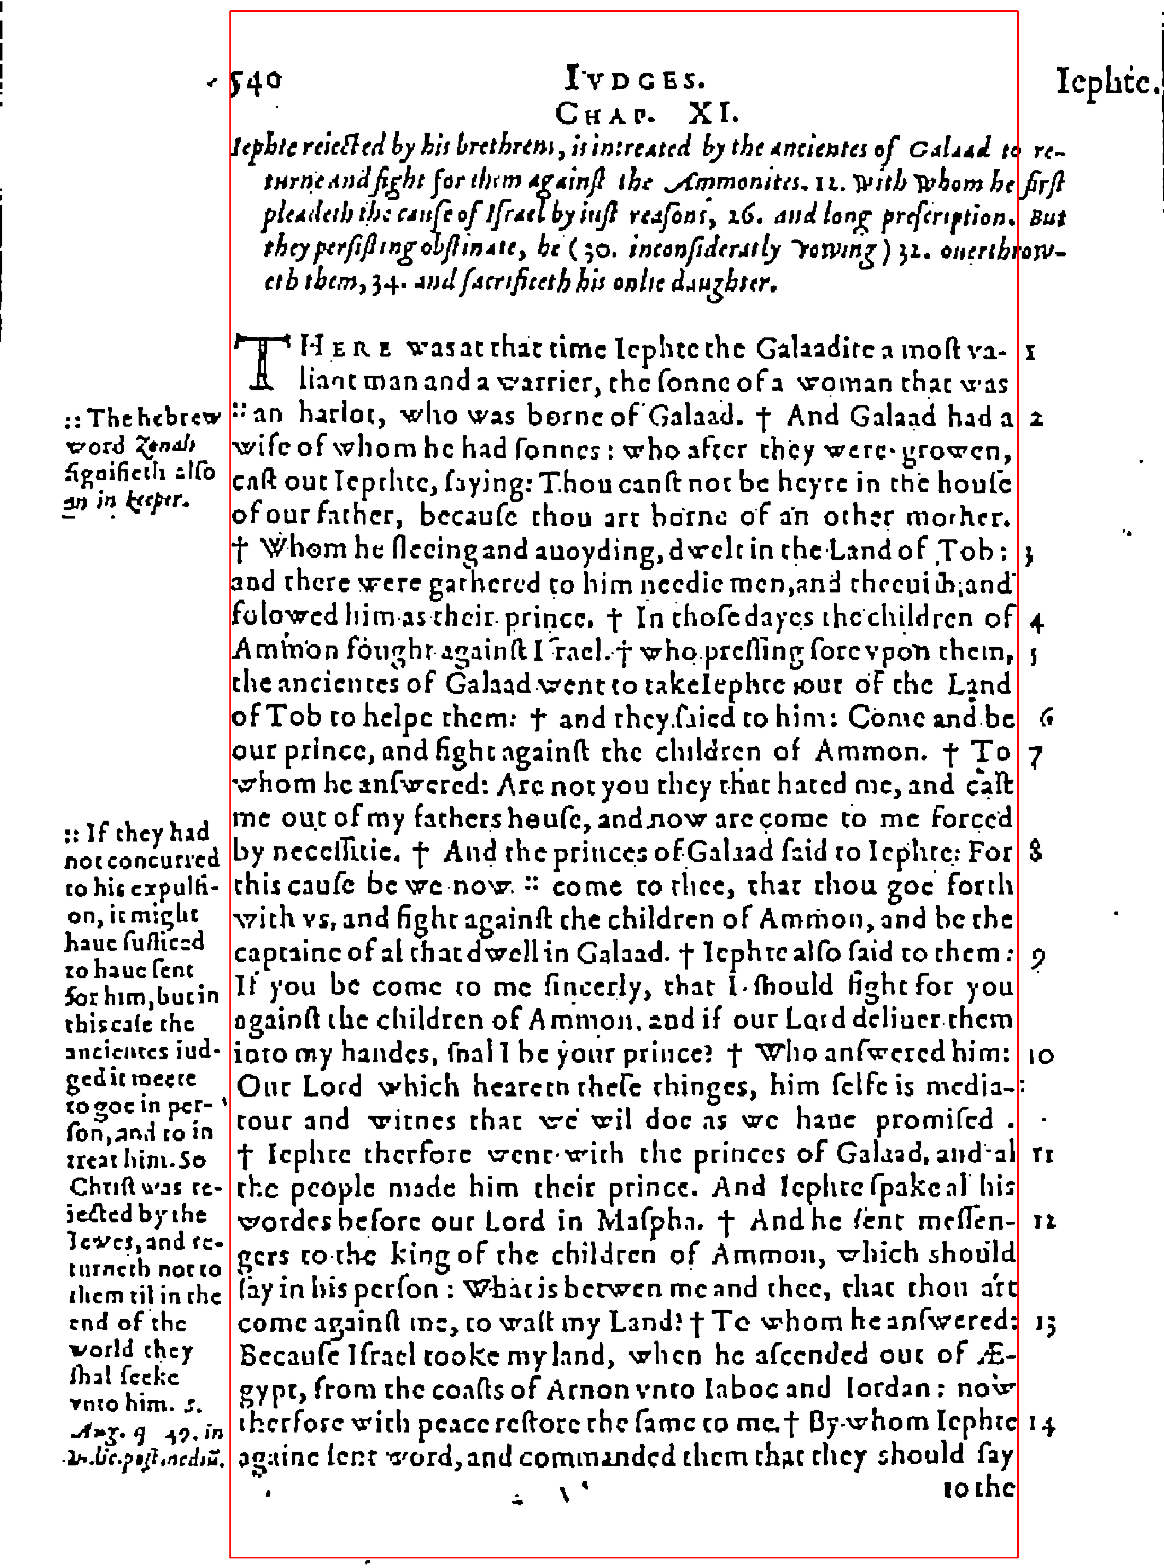 540 IVDGES. Iephte.
CHAP. XI.
Iephte reiected by his brethren, is intreated by the ancientes of Galaad to re-
turne and fight for them against the Ammonites. 11. With whom he first
pleadeth the cause of Israel by iust reasons, 26. and long prescription. But
they persisting obstinate, he (30. inconsideratly vowing) 32. ouerthrow-
eth them, 34. and sacrificeth his onlie daughter.
THERE was at that time Iephte the Galaadite a most va- 1
liant man and a warrier, the sonne of a woman that was
:: an harlot, who was borne of Galaad. † And Galaad had a 2
wife of whom he had sonnes: who after they were growen,
cast out Iepthte, saying: Thou canst not be heyre in the house
of our father, because thou art borne of an other mother.
† Whom he fleeing and auoyding, dwelt in the Land of Tob: 3
and there were gathered to him needie men, and theeuish, and
folowed him as their prince. † In those dayes the children of 4
Ammon fought against Israel. † who pressing sore vpon them, 5
the ancientes of Galaad went to take Iephte out of the Land
of Tob to helpe them: † and they saied to him: Come and be 6
our prince, and fight against the children of Ammon. † To 7
whom he answered: Are not you they that hated me, and cast
me out of my fathers house, and now are come to me forced
by necessitie. † And the princes of Galaad said to Iephte: For 8
this cause be we now :: come to thee, that thou goe forth
with vs, and fight against the children of Ammon, and be the
captaine of al that dwell in Galaad. † Iephte also said to them: 9
If you be come to me sincerly, that I should fight for you
against the children of Ammon, and if our Lord deliuer them
into my handes, shal I be your prince? † Who answered him: 10
Our Lord which heareth these thinges, him selfe is media-
tour and witnes that we wil doe as we haue promised.
† Iephte therfore went with the princes of Galaad, and al 11
the people made him their prince. And Iephte spake al his
wordes before our Lord in Maspha. † And he sent messen- 12
gers to the king of the children of Ammon, which should
say in his person: What is betwen me and thee, that thou art
come against me, to wast my Land? † To whom he answered: 13
Because Israel tooke my land, when he ascended out of Æ-
gypt, from the coasts of Arnon vnto Iaboc and Iordan: now
therfore with peace restore the same to me. † By whom Iephte 14
againe sent word, and commanded them that they should say
to the
:: The hebrew
word Zenah
signifieth also
an in keeper.
:: If they had
not concurred
to his expulsi-
on, it might
haue sufficed
to haue sent
for him, but in
this case the
ancientes iud-
ged it meete
to goe in per-
son, and to in
treat him. So
Christ was re-
iected by the
Iewes, and re-
turneth not to
them til in the
end of the
world they
shal seeke
vnto him. S.
Aug. q 49. in